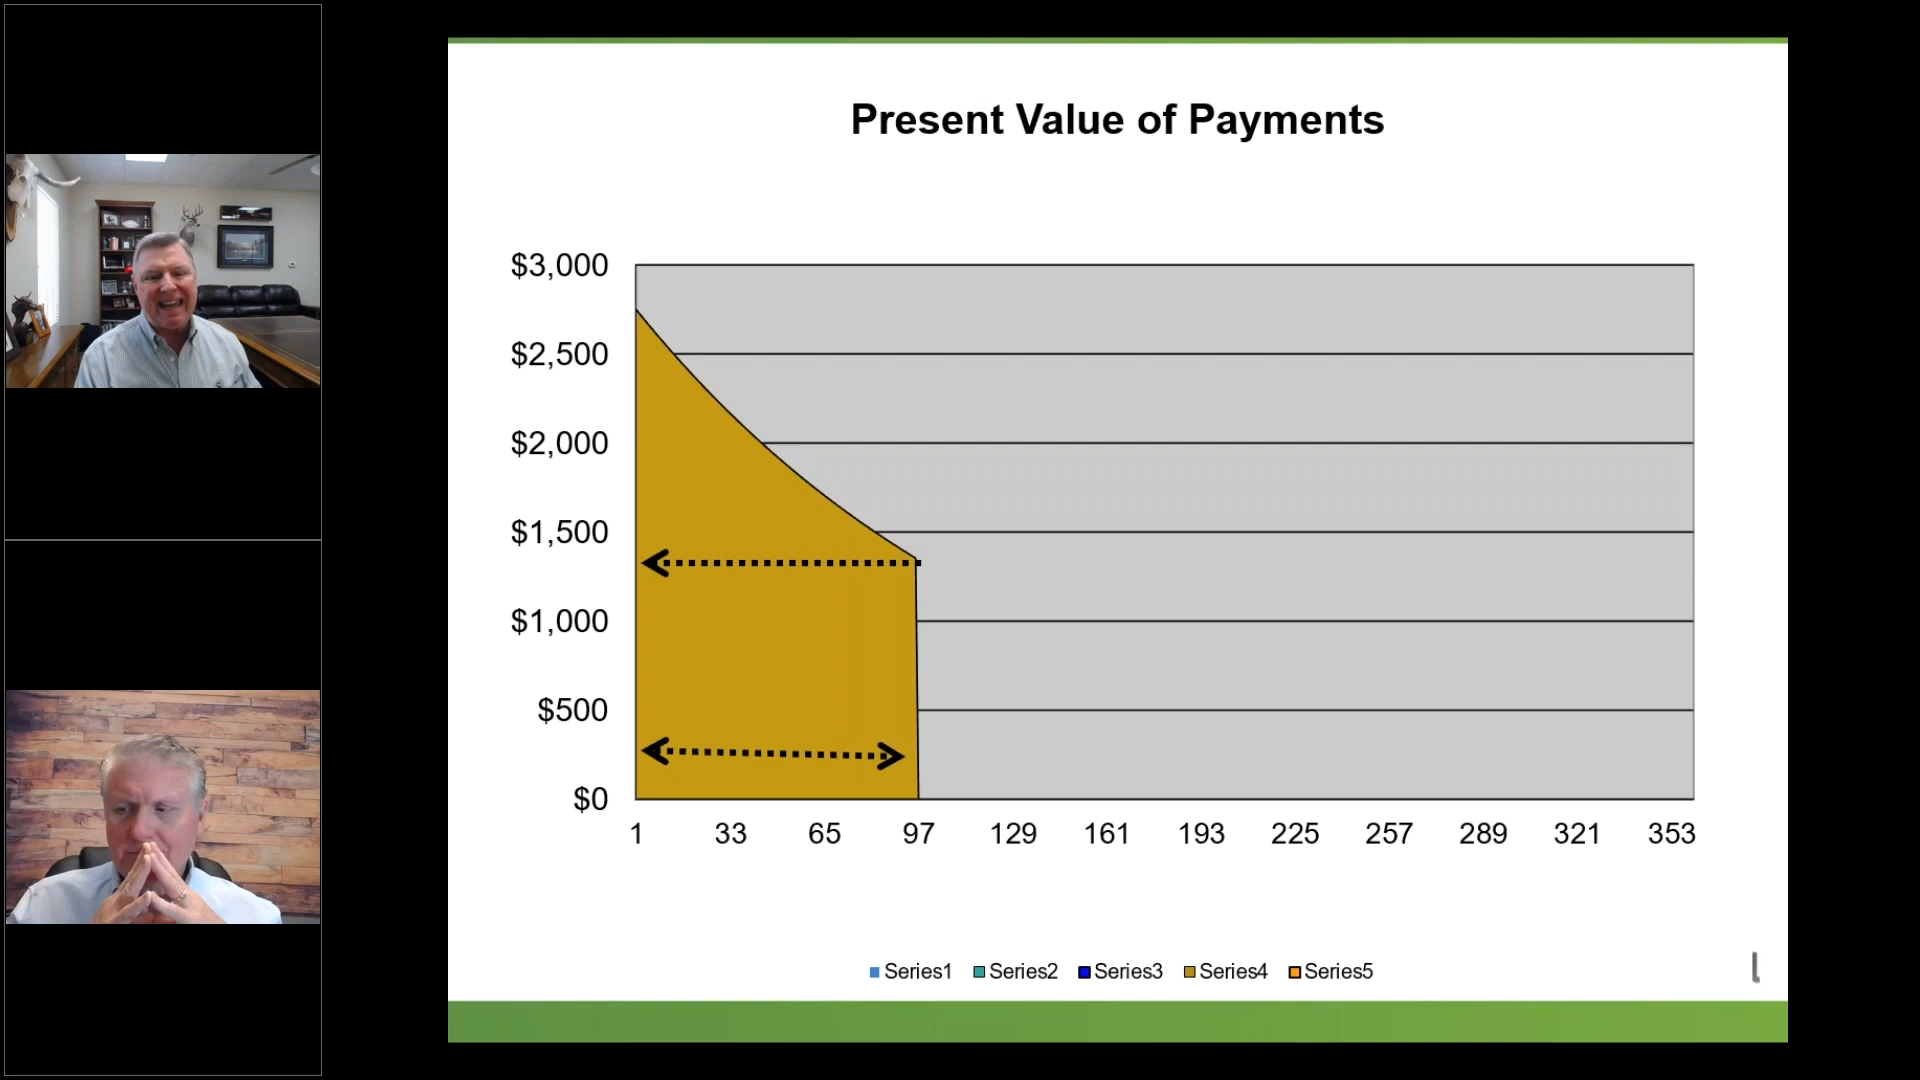 Present Value of Payments
$3,000
$2,500
$2,000
$1,500
$1,000
$500
$0
1 33 65 97 129 161 193 225 257 289 321 353
Series1 Series2 Series3 Series4 Series5